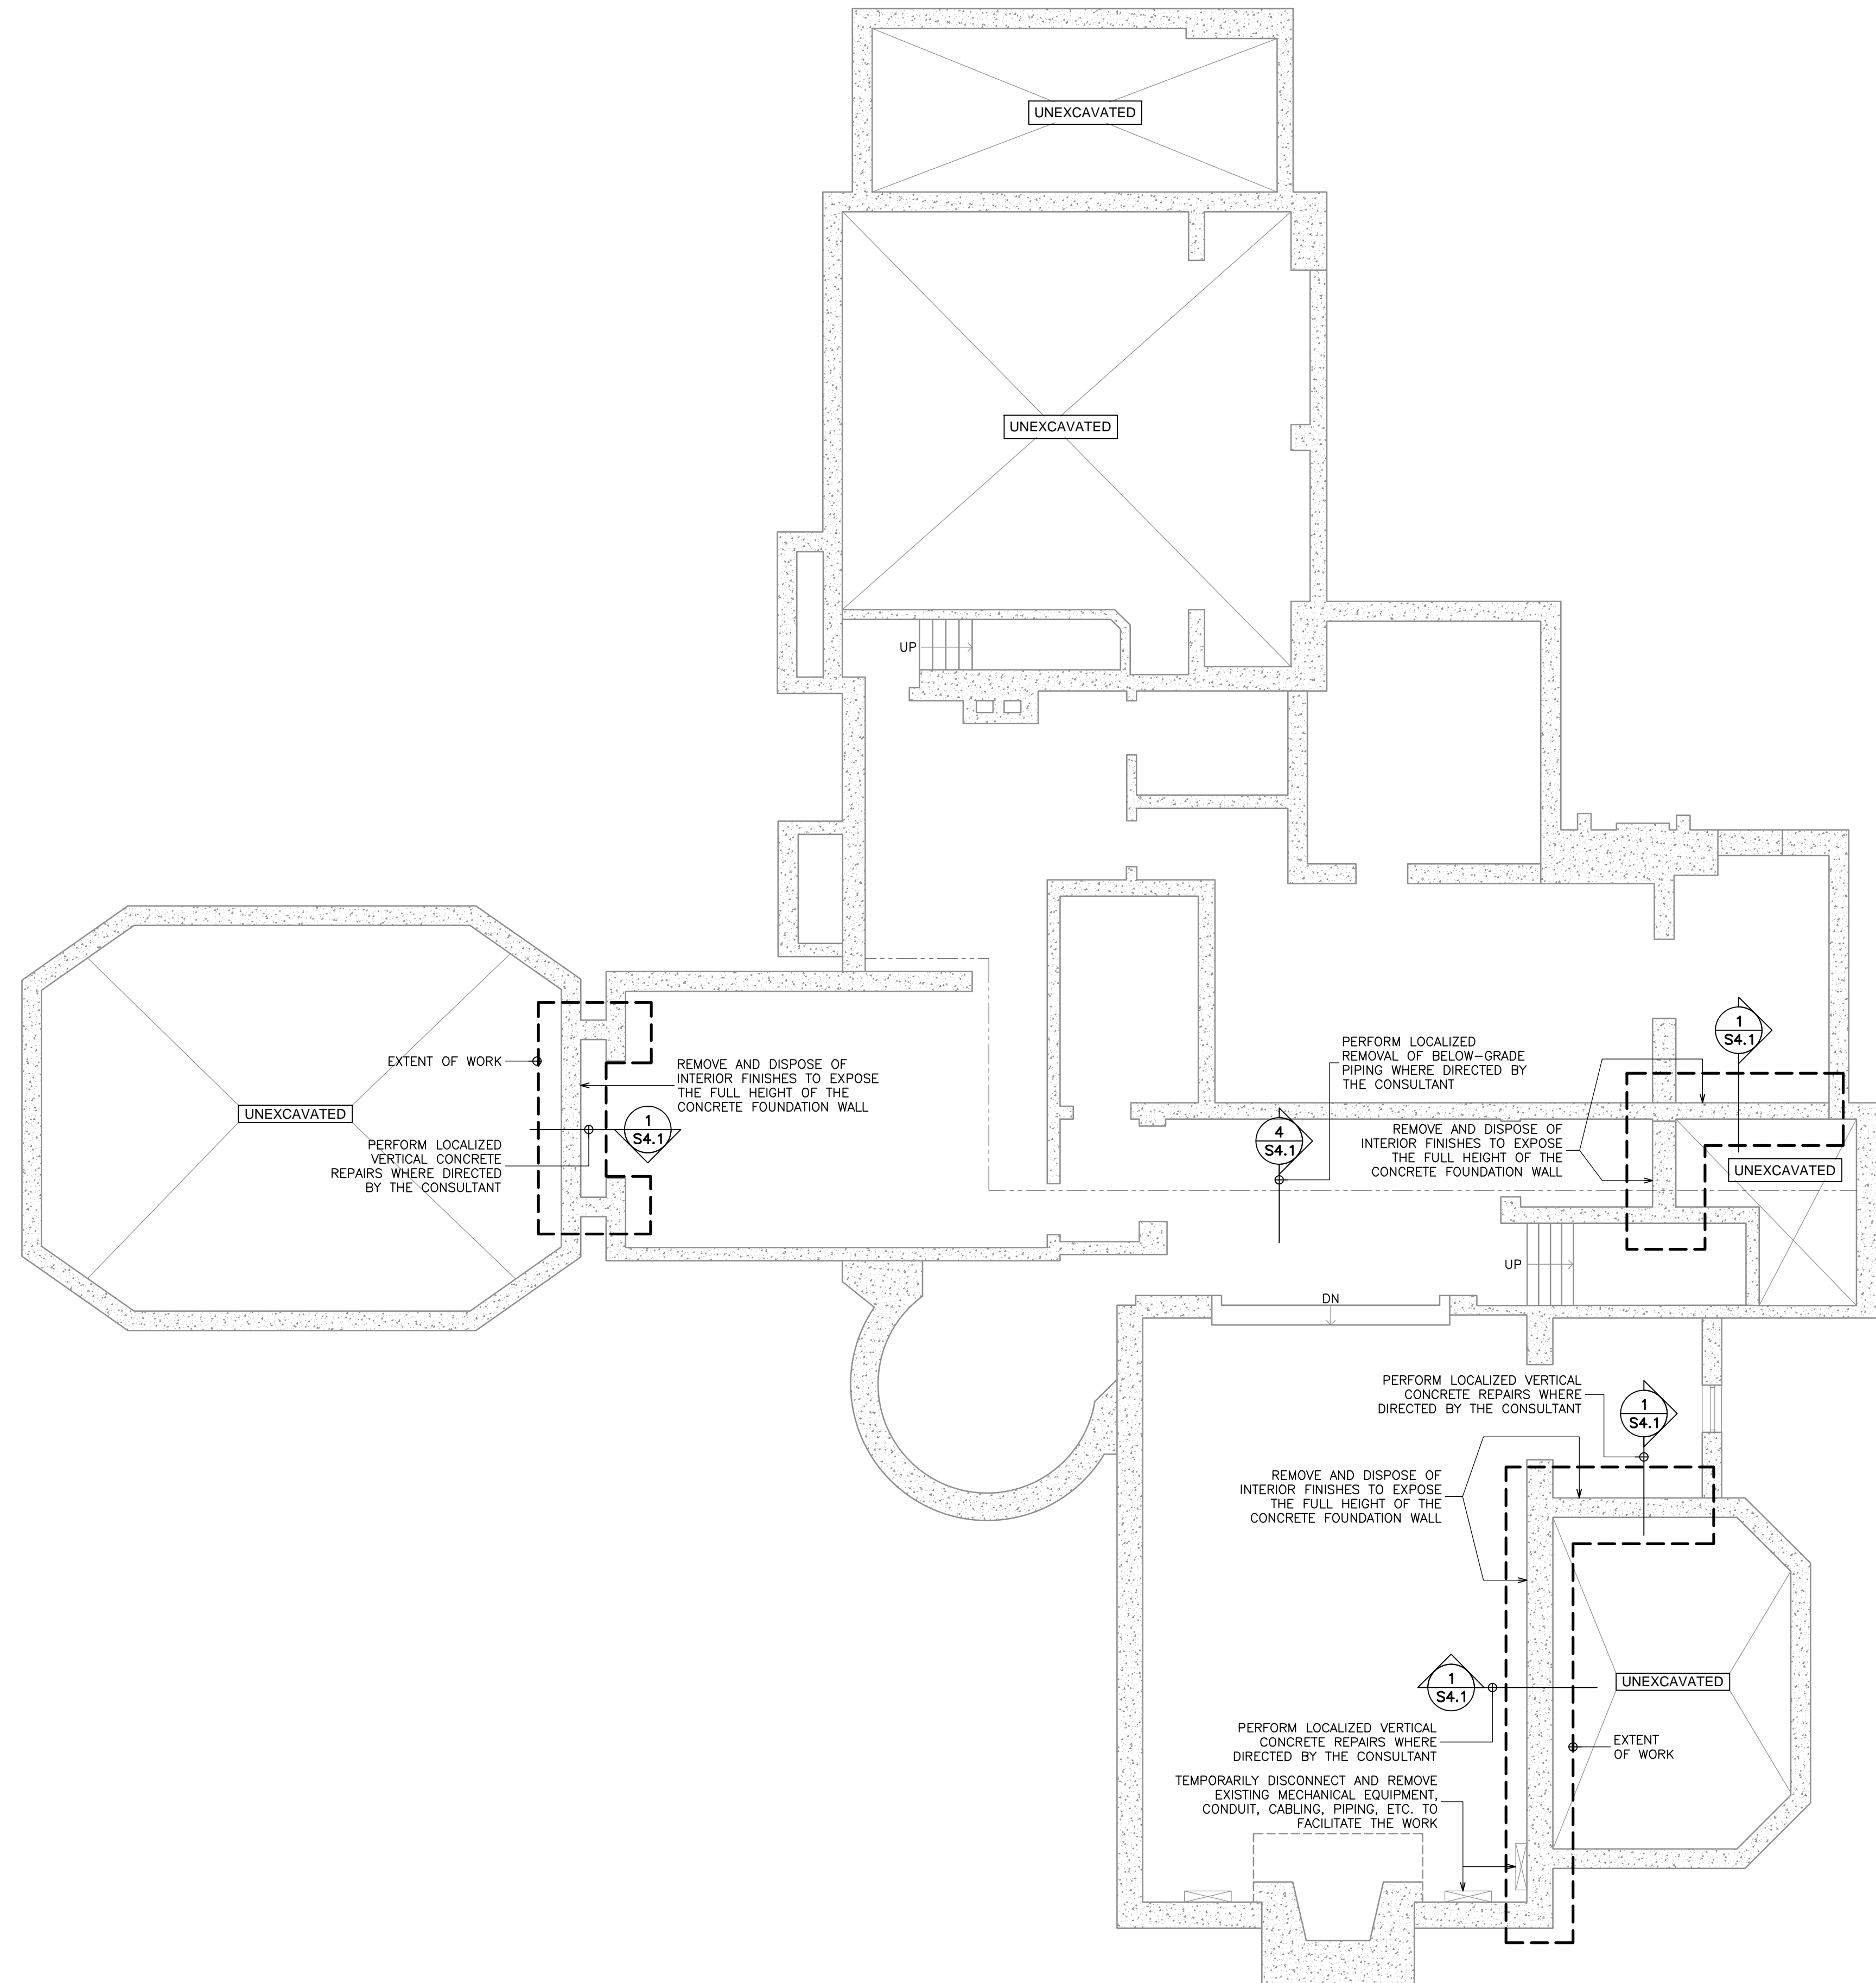 UNEXCAVATED
UNEXCAVATED
UP
EXTENT OF WORK
REMOVE AND DISPOSE OF
INTERIOR FINISHES TO EXPOSE
THE FULL HEIGHT OF THE
CONCRETE FOUNDATION WALL
UNEXCAVATED
1
S4.1
PERFORM LOCALIZED
VERTICAL CONCRETE
REPAIRS WHERE DIRECTED
BY THE CONSULTANT
PERFORM LOCALIZED
REMOVAL OF BELOW-GRADE
PIPING WHERE DIRECTED BY
THE CONSULTANT
1
S4.1
4
S4.1
REMOVE AND DISPOSE OF
INTERIOR FINISHES TO EXPOSE
THE FULL HEIGHT OF THE
CONCRETE FOUNDATION WALL
UNEXCAVATED
UP
DN
PERFORM LOCALIZED VERTICAL
CONCRETE REPAIRS WHERE
DIRECTED BY THE CONSULTANT
1
S4.1
REMOVE AND DISPOSE OF
INTERIOR FINISHES TO EXPOSE
THE FULL HEIGHT OF THE
CONCRETE FOUNDATION WALL
1
S4.1
UNEXCAVATED
PERFORM LOCALIZED VERTICAL
CONCRETE REPAIRS WHERE
DIRECTED BY THE CONSULTANT
EXTENT
OF WORK
TEMPORARILY DISCONNECT AND REMOVE
EXISTING MECHANICAL EQUIPMENT,
CONDUIT, CABLING, PIPING, ETC. TO
FACILITATE THE WORK